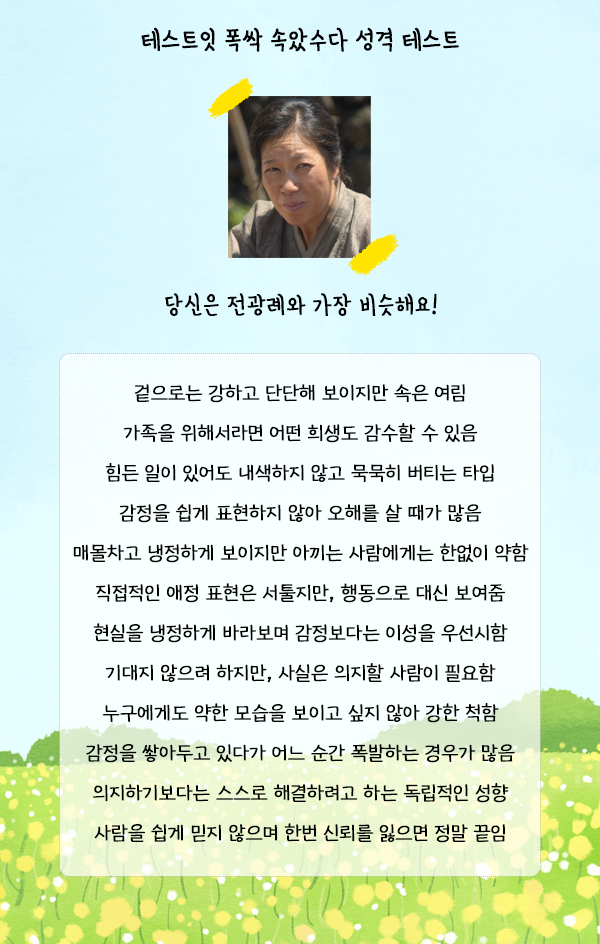 테스트잇 폭싹 속았수다 성격 테스트
당신은 전광례와 가장 비슷해요!
겉으로는 강하고 단단해 보이지만 속은 여림
가족을 위해서라면 어떤 희생도 감수할 수 있음
힘든 일이 있어도 내색하지 않고 묵묵히 버티는 타입
감정을 쉽게 표현하지 않아 오해를 살 때가 많음
매몰차고 냉정하게 보이지만 아끼는 사람에게는 한없이 약함
직접적인 애정 표현은 서툴지만, 행동으로 대신 보여줌
현실을 냉정하게 바라보며 감정보다는 이성을 우선시함
기대지 않으려 하지만, 사실은 의지할 사람이 필요함
누구에게도 약한 모습을 보이고 싶지 않아 강한 척함
감정을 쌓아두고 있다가 어느 순간 폭발하는 경우가 많음
의지하기보다는 스스로 해결하려고 하는 독립적인 성향
사람을 쉽게 믿지 않으며 한번 신뢰를 잃으면 정말 끝임